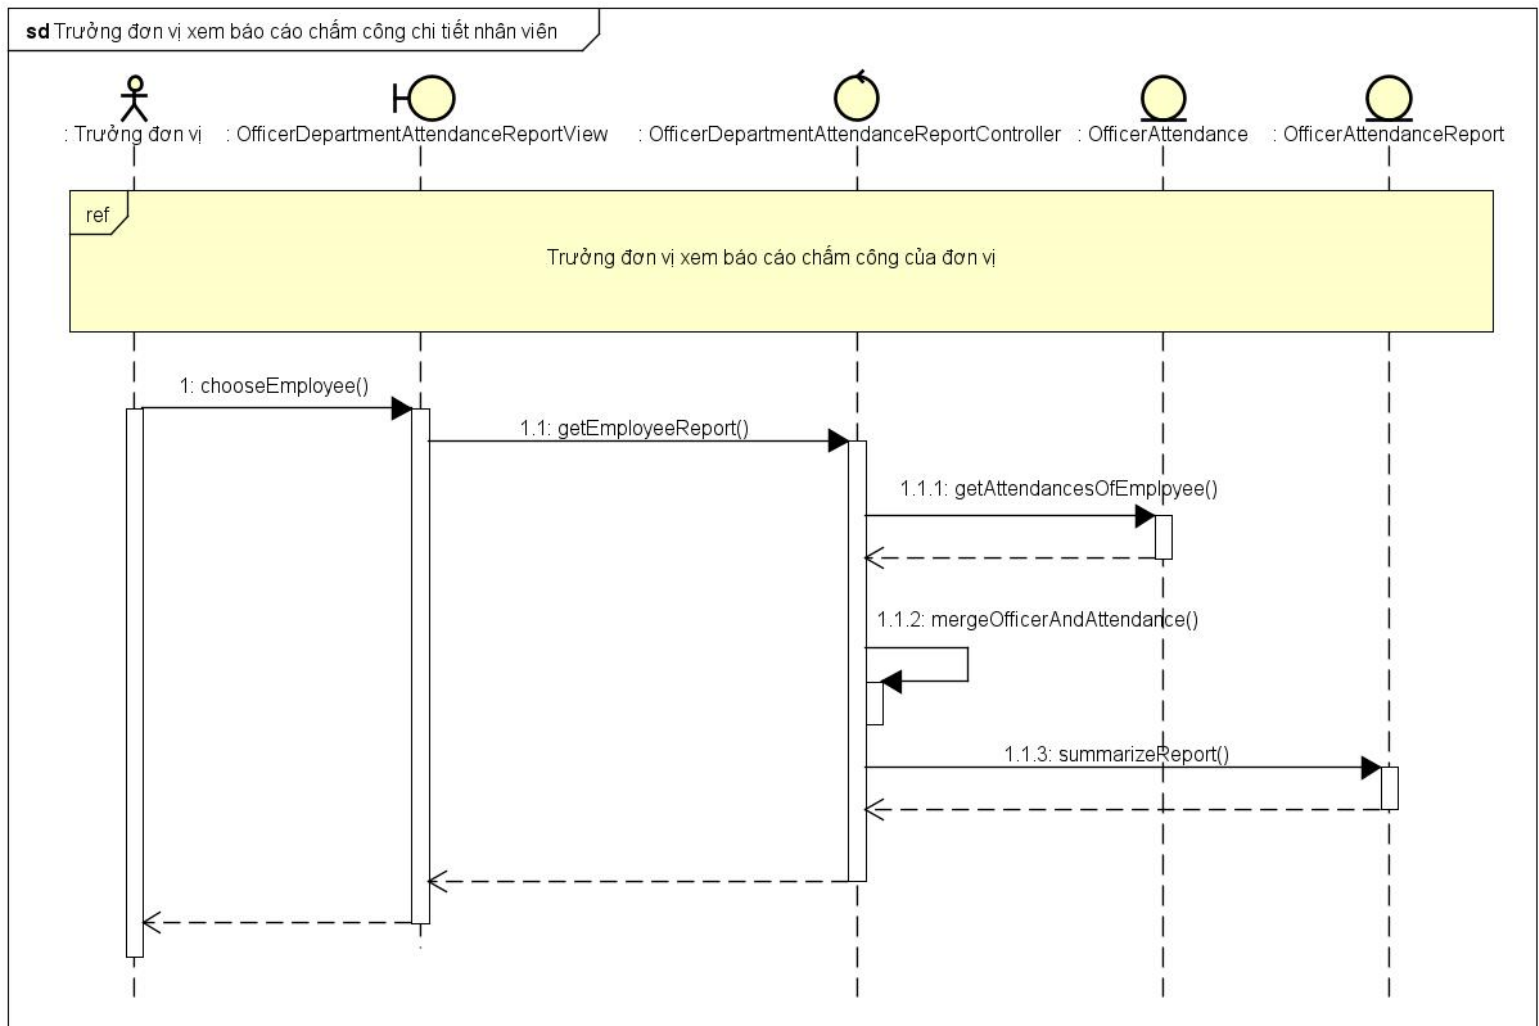 sd Trưởng đơn vị xem báo cáo chấm công chi tiết nhân viên
: Trưởng đơn vị
: OfficerDepartmentAttendanceReportView
: OfficerDepartmentAttendanceReportController
: OfficerAttendance
: OfficerAttendanceReport
ref
Trưởng đơn vị xem báo cáo chấm công của đơn vị
1: chooseEmployee()
1.1: getEmployeeReport()
1.1.1: getAttendancesOfEmployee()
1.1.2: mergeOfficerAndAttendance()
1.1.3: summarizeReport()